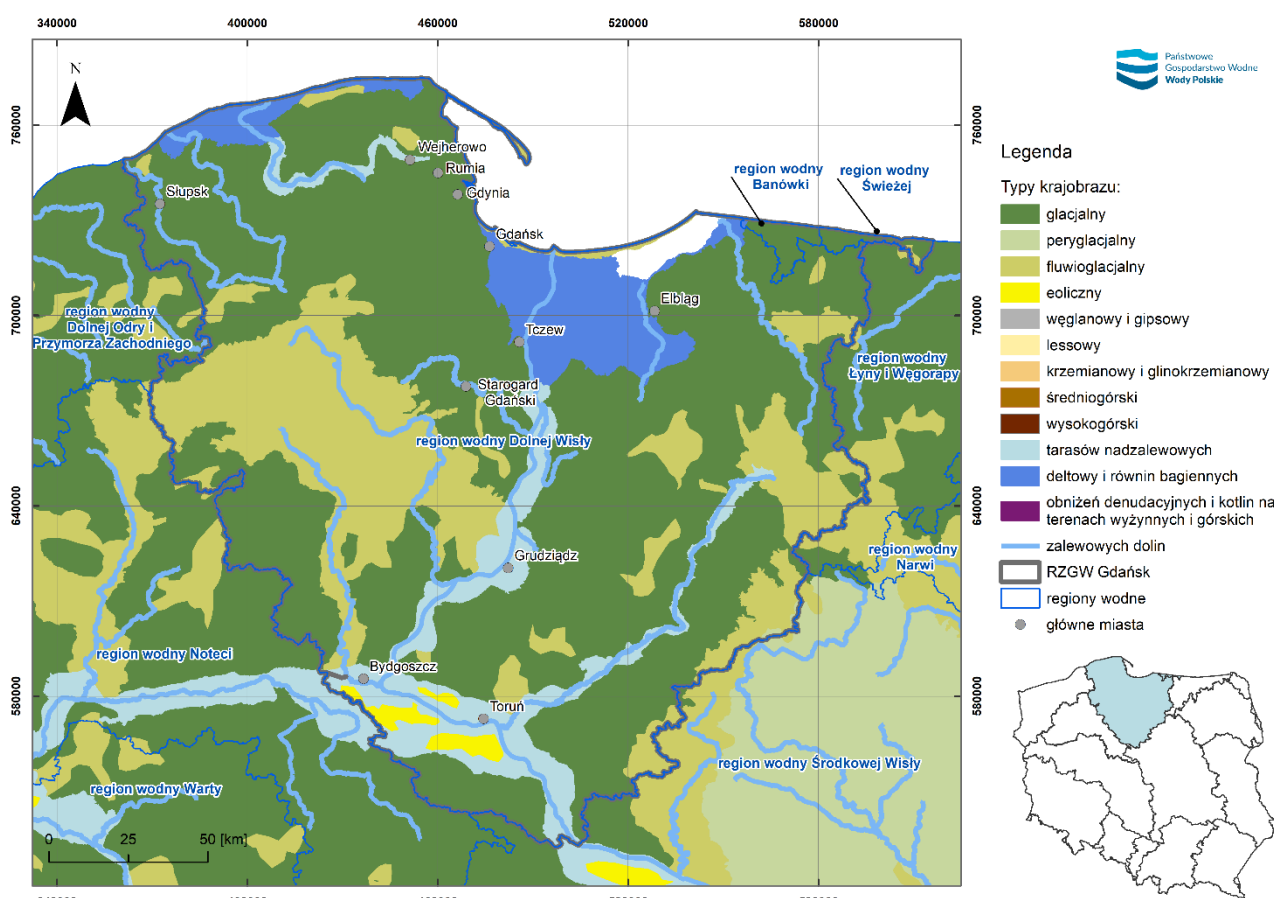 340000 400000 460000 520000 580000
N
Państwowe
Gospodarstwo Wodne
Wody Polskie
760000
760000
Wejherowo
Rumia
Gdynia
Słupsk
Gdańsk
region wodny
Banówki
region wodny
Świeżej
Elbląg
700000
700000
region wodny
Dolnej Odry i
Przymorza Zachodniego
Tczew
Starogard
Gdański
region wodny
Łyny i Węgorapy
region wodny Dolnej Wisły
640000
640000
Grudziądz
region wodny
Narwi
region wodny Noteci
Bydgoszcz
Toruń
580000
580000
region wodny Środkowej Wisły
region wodny Warty
0 25 50 [km]
Legenda
Typy krajobrazu:
glacjalny
peryglacjalny
fluwioglacjalny
eoliczny
węglanowy i gipsowy
lessowy
krzemianowy i glinokrzemianowy
średniogórski
wysokogórski
tarasów nadzalewowych
deltowy i równin bagiennych
obniżeń denudacyjnych i kotlin na
terenach wyżynnych i górskich
zalewowych dolin
RZGW Gdańsk
regiony wodne
główne miasta